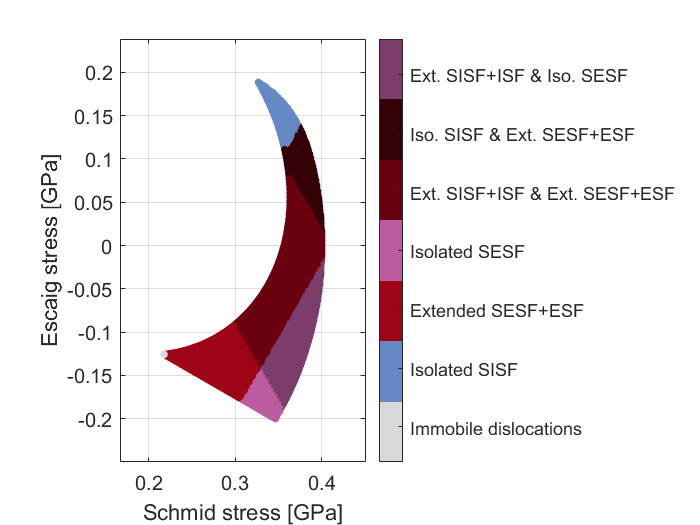 0.2
0.15
0.1
0.05
0
-0.05
-0.1
-0.15
-0.2
Escaig stress [GPa]
0.2 0.3 0.4
Schmid stress [GPa]
Ext. SISF+ISF & Iso. SESF
Iso. SISF & Ext. SESF+ESF
Ext. SISF+ISF & Ext. SESF+ESF
Isolated SESF
Extended SESF+ESF
Isolated SISF
Immobile dislocations